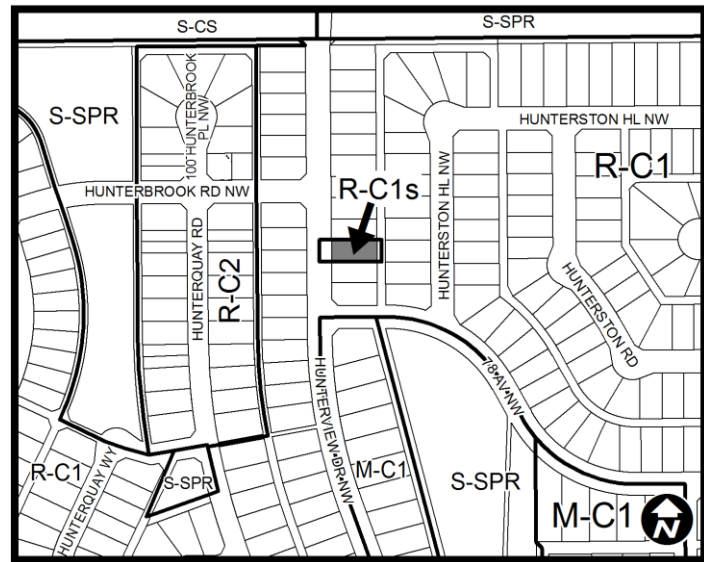 S-CS
S-SPR
S-SPR
100 HUNTERBROOK
PL NW
HUNTERSTON HL NW
R-C1
HUNTERBROOK RD NW
R-C1s
HUNTERQUAY RD
R-C2
HUNTERSTON HL NW
HUNTERSTON RD
HUNTERVIEW DR NW
78 AV NW
R-C1
HUNTERQUAY WY
S-SPR
M-C1
S-SPR
M-C1
N